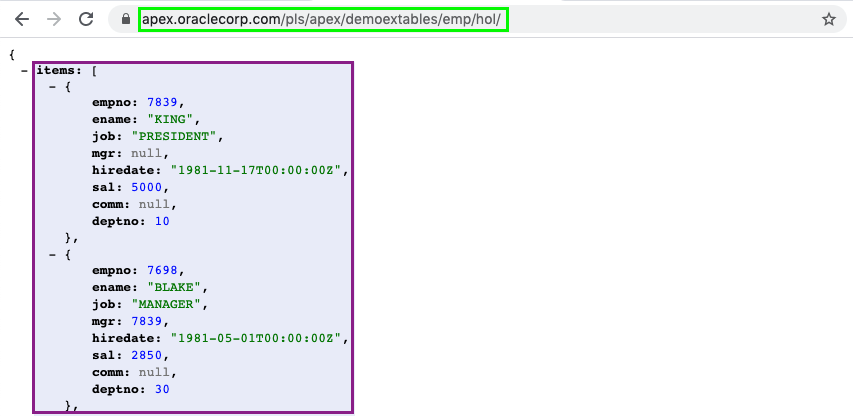 apex.oraclecorp.com/pls/apex/demoextables/emp/hol/
{
- items: [
- {
empno: 7839,
ename: "KING",
job: "PRESIDENT",
mgr: null,
hiredate: "1981-11-17T00:00:00Z",
sal: 5000,
comm: null,
deptno: 10
},
- {
empno: 7698,
ename: "BLAKE",
job: "MANAGER",
mgr: 7839,
hiredate: "1981-05-01T00:00:00Z",
sal: 2850,
comm: null,
deptno: 30
},